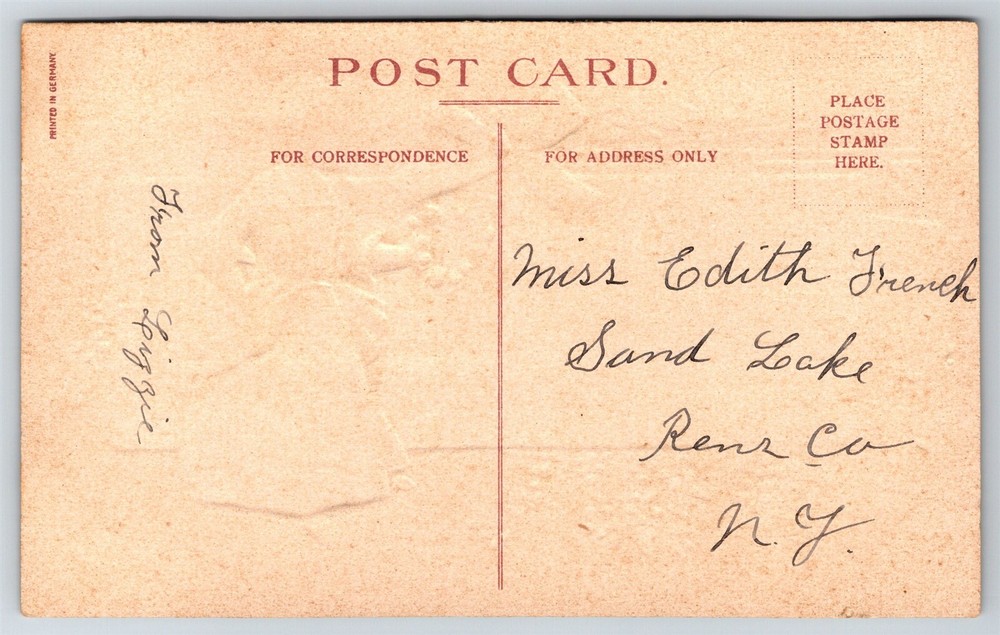 PRINTED IN GERMANY.
POST CARD.
FOR CORRESPONDENCE
FOR ADDRESS ONLY
PLACE
POSTAGE
STAMP
HERE.
From Lizzie
Miss Edith French
Sand Lake
Rens Co
N.Y.